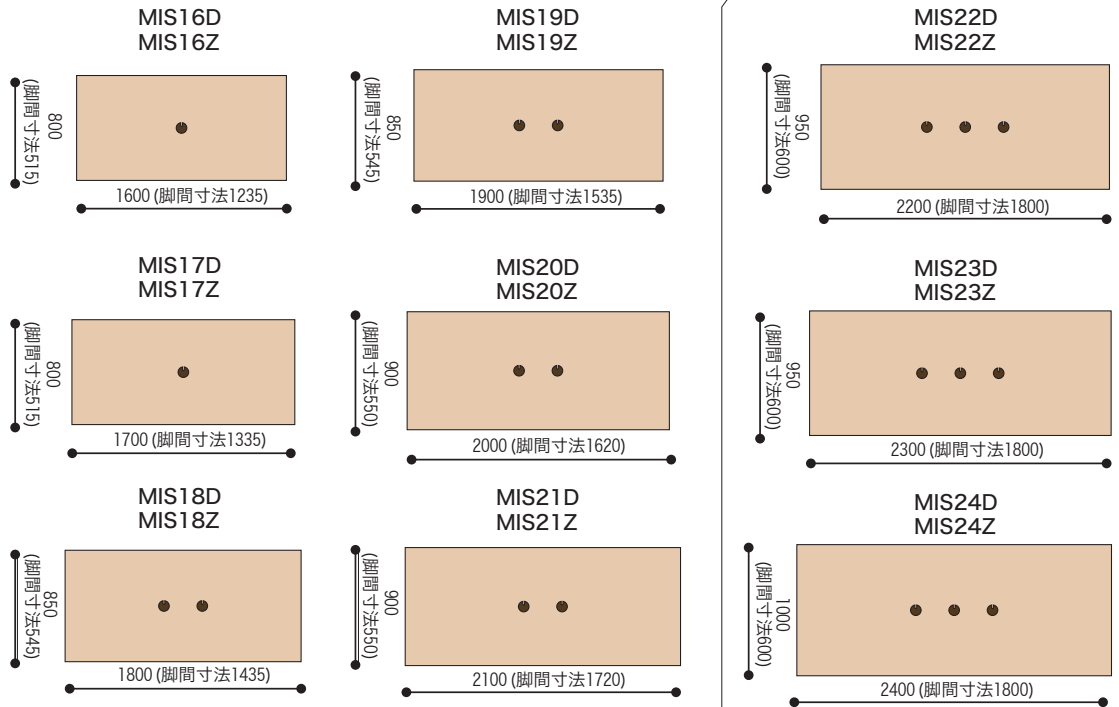 MIS16D
MIS16Z
800
(脚間寸法515)
1600 (脚間寸法1235)
MIS19D
MIS19Z
850
(脚間寸法545)
1900 (脚間寸法1535)
MIS22D
MIS22Z
950
(脚間寸法600)
2200 (脚間寸法1800)
MIS17D
MIS17Z
800
(脚間寸法515)
1700 (脚間寸法1335)
MIS20D
MIS20Z
900
(脚間寸法550)
2000 (脚間寸法1620)
MIS23D
MIS23Z
950
(脚間寸法600)
2300 (脚間寸法1800)
MIS18D
MIS18Z
850
(脚間寸法545)
1800 (脚間寸法1435)
MIS21D
MIS21Z
900
(脚間寸法550)
2100 (脚間寸法1720)
MIS24D
MIS24Z
1000
(脚間寸法600)
2400 (脚間寸法1800)